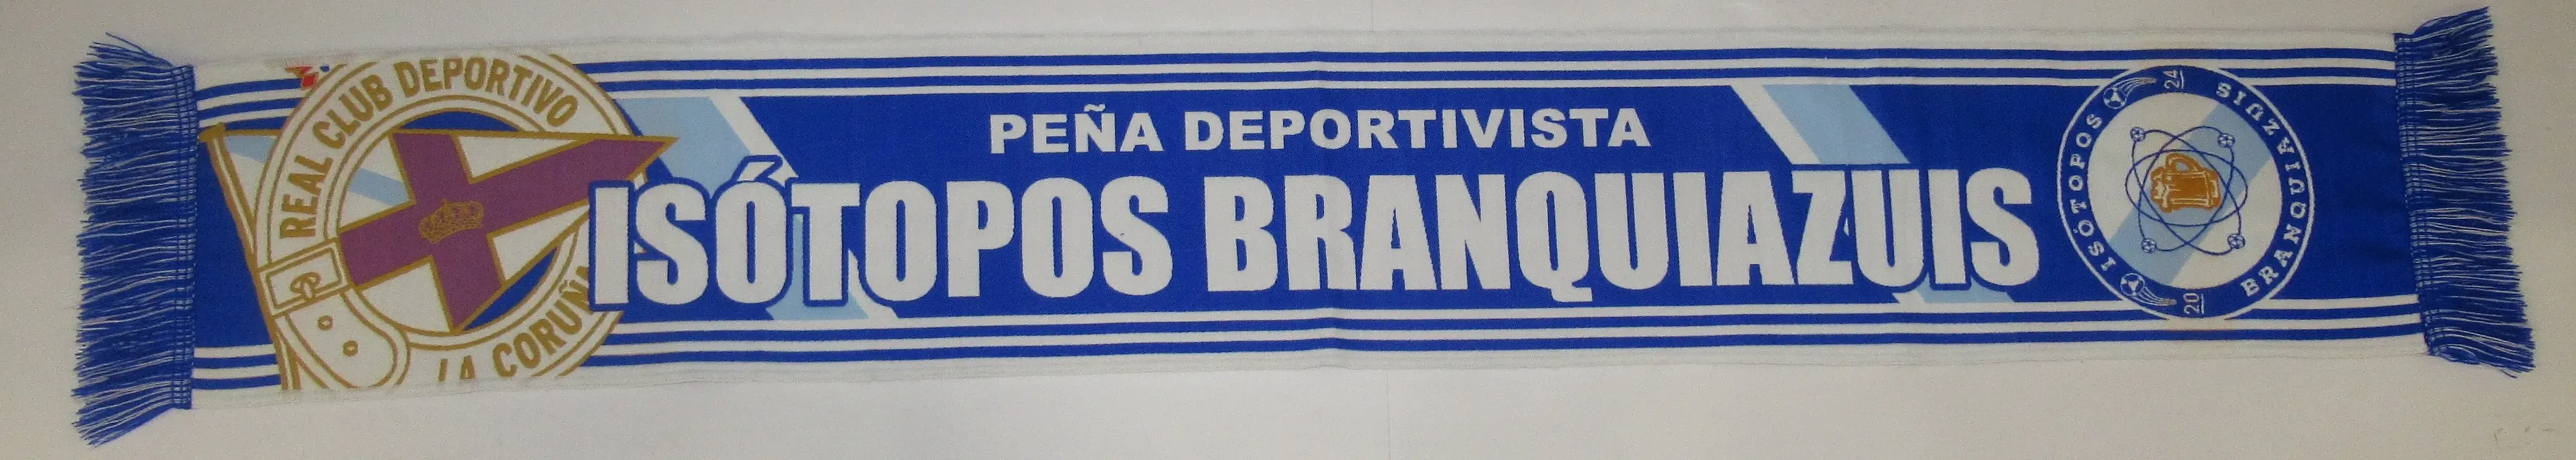 REAL CLUB DEPORTIVO
LA CORUÑA
PEÑA DEPORTIVISTA
ISÓTOPOS BRANQUIAZUIS
ISÓTOPOS
24
BRANQUIAZUIS
20